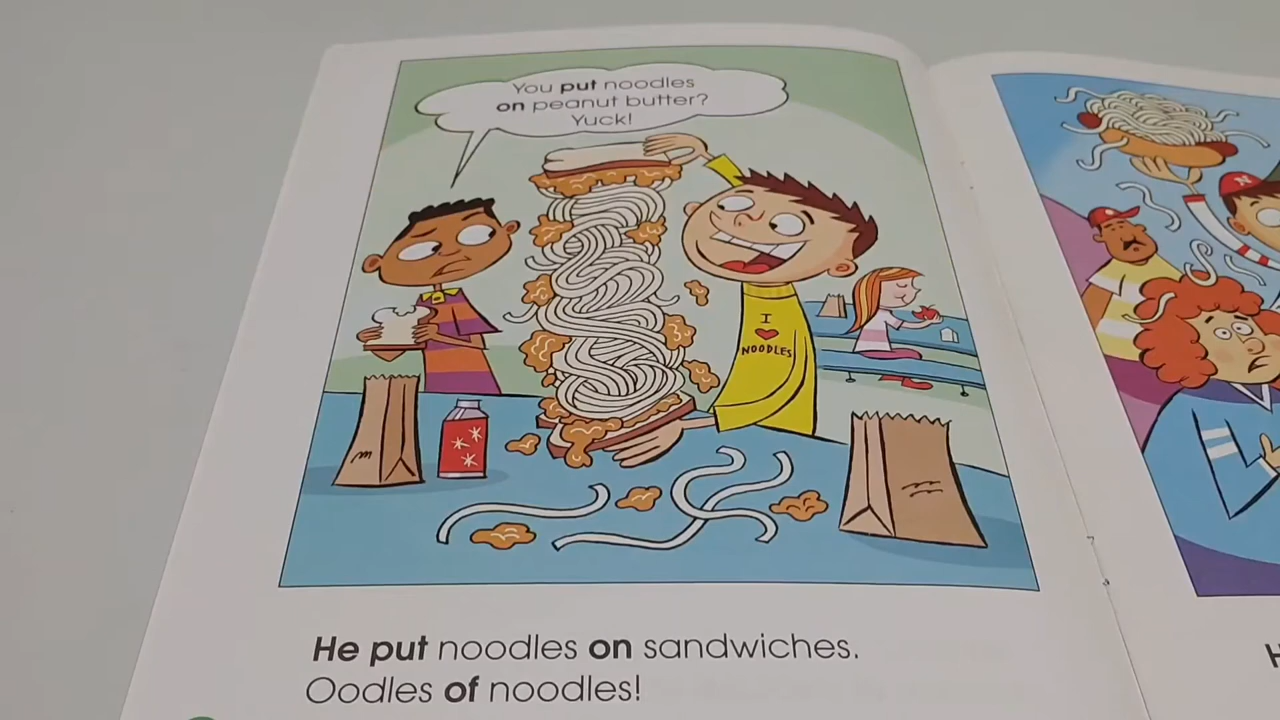 You put noodles
on peanut butter?
Yuck!
I
NOODLES
He put noodles on sandwiches.
Oodles of noodles!
N
H